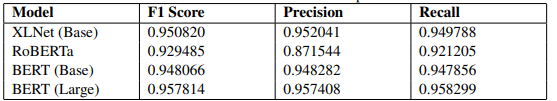 Model F1 Score Precision Recall
XLNet (Base) 0.950820 0.952041 0.949788
RoBERTa 0.929485 0.871544 0.921205
BERT (Base) 0.948066 0.948282 0.947856
BERT (Large) 0.957814 0.957408 0.958299